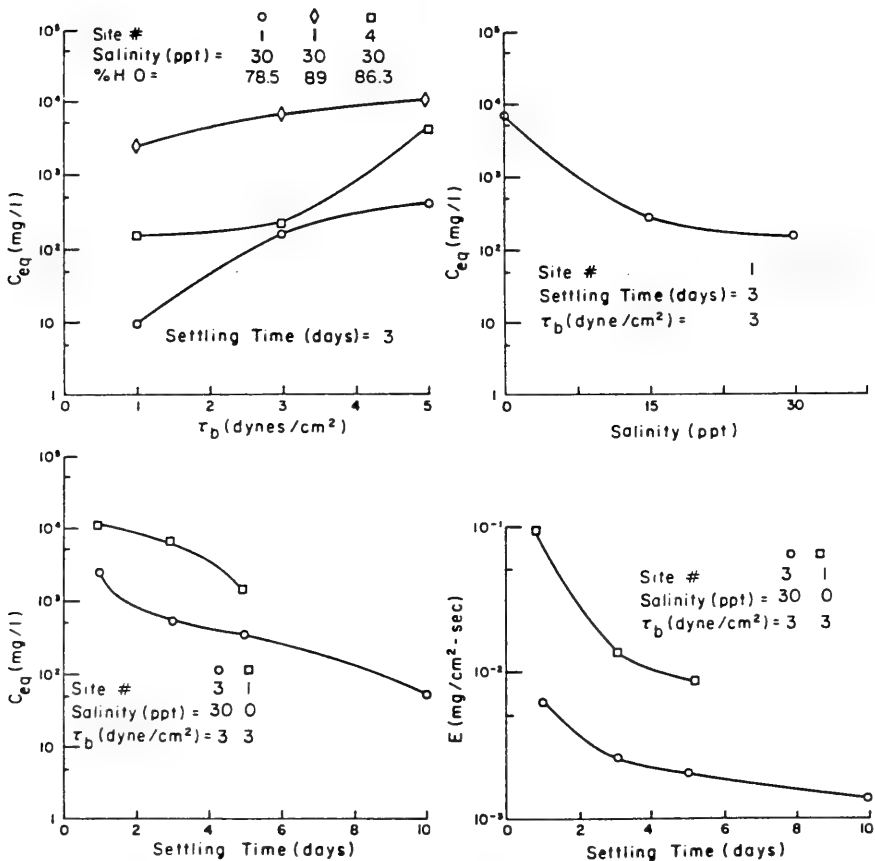 Site # 1 1 4
Salinity (ppt) = 30 30 30
% H O = 78.5 89 86.3
10⁵
10⁴
10³
10²
10
1
C_eq (mg/l)
Settling Time (days) = 3
0 1 3 5
τ_b (dynes/cm²)
10⁵
10⁴
10³
10²
10
1
C_eq (mg/l)
Site # 1
Settling Time (days) = 3
τ_b (dyne/cm²) = 3
0 15 30
Salinity (ppt)
10⁵
10⁴
10³
10²
10
1
C_eq (mg/l)
Site # 3 1
Salinity (ppt) = 30 0
τ_b (dyne/cm²) = 3 3
0 2 4 6 8 10
Settling Time (days)
10⁻¹
10⁻²
10⁻³
E (mg/cm²-sec)
Site # 3 1
Salinity (ppt) = 30 0
τ_b (dyne/cm²) = 3 3
0 2 4 6 8 10
Settling Time (days)